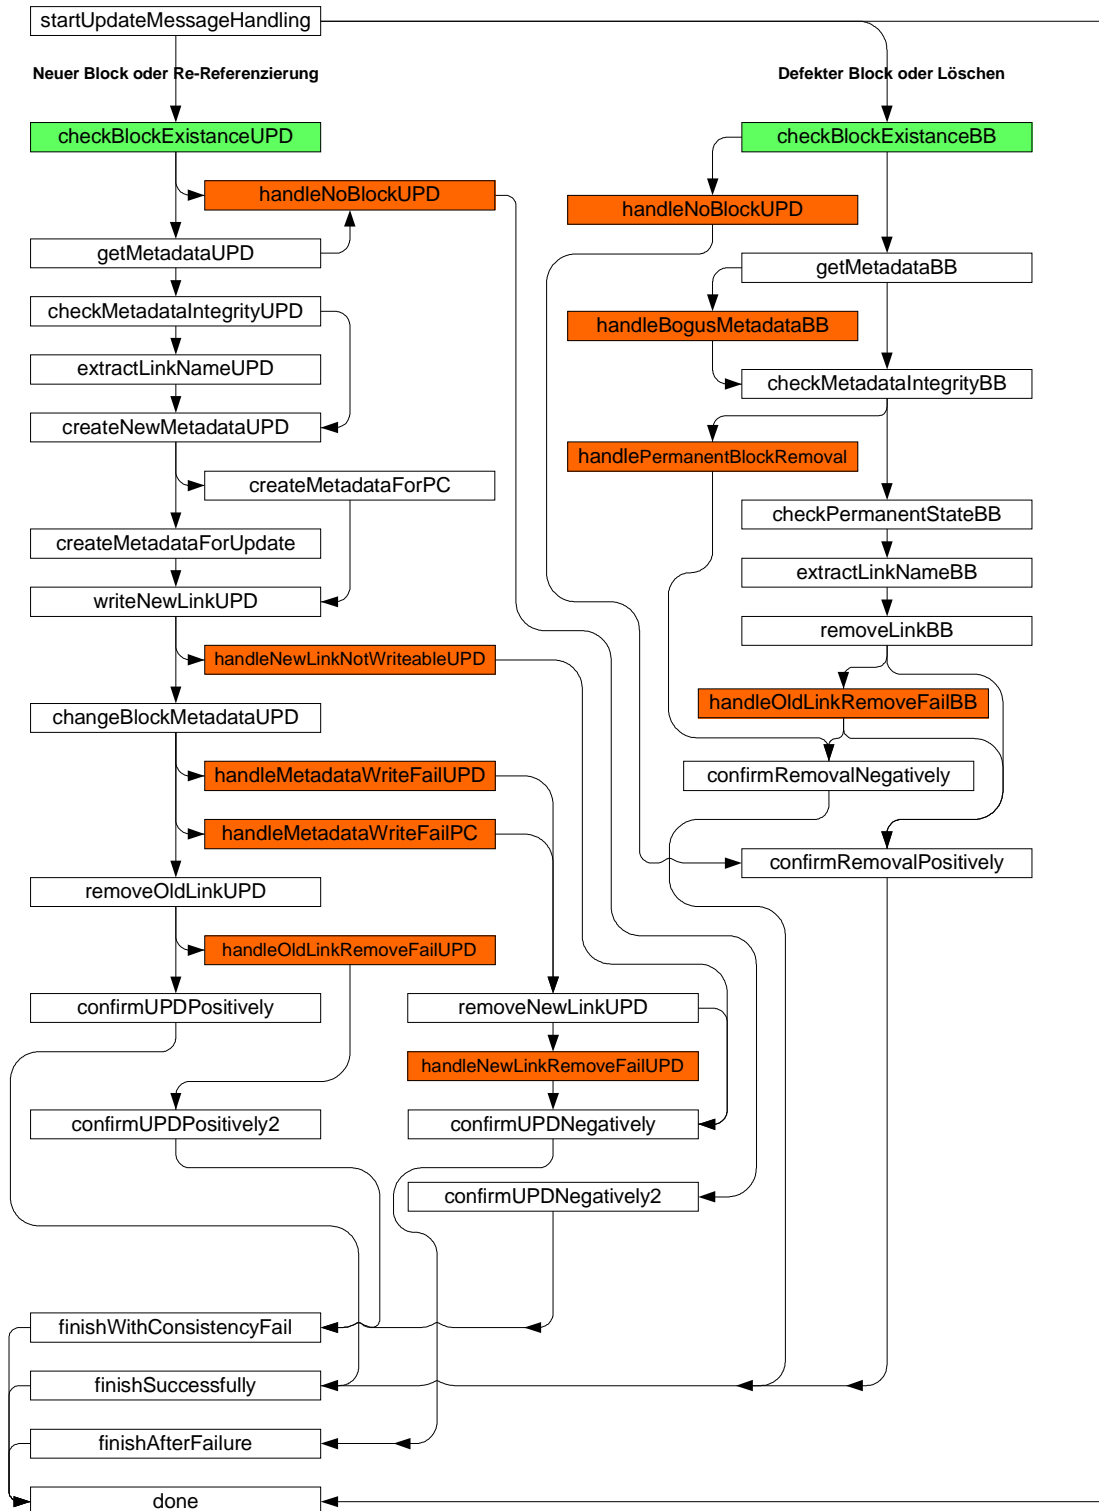 startUpdateMessageHandling
Neuer Block oder Re-Referenzierung
Defekter Block oder Löschen
checkBlockExistanceUPD
checkBlockExistanceBB
handleNoBlockUPD
handleNoBlockUPD
getMetadataUPD
getMetadataBB
checkMetadataIntegrityUPD
handleBogusMetadataBB
extractLinkNameUPD
checkMetadataIntegrityBB
createNewMetadataUPD
handlePermanentBlockRemoval
createMetadataForPC
checkPermanentStateBB
createMetadataForUpdate
extractLinkNameBB
writeNewLinkUPD
removeLinkBB
handleNewLinkNotWriteableUPD
handleOldLinkRemoveFailBB
changeBlockMetadataUPD
handleMetadataWriteFailUPD
confirmRemovalNegatively
handleMetadataWriteFailPC
confirmRemovalPositively
removeOldLinkUPD
handleOldLinkRemoveFailUPD
confirmUPDPositively
removeNewLinkUPD
handleNewLinkRemoveFailUPD
confirmUPDPositively2
confirmUPDNegatively
confirmUPDNegatively2
finishWithConsistencyFail
finishSuccessfully
finishAfterFailure
done